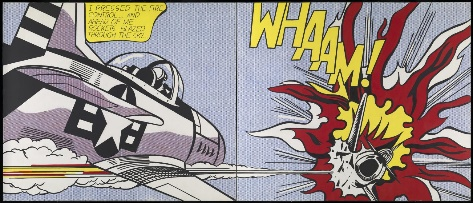 I PRESSED THE FIRE
CONTROL... AND
AHEAD OF ME
ROCKETS BLAZED
THROUGH THE SKY...
WHAAM!